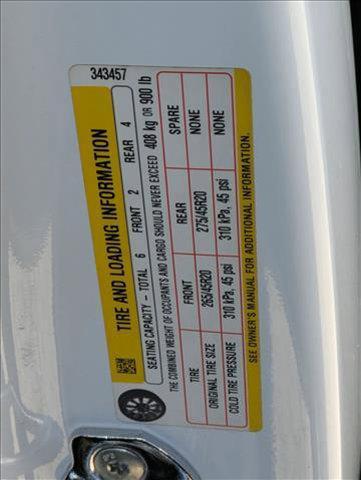 343457
TIRE AND LOADING INFORMATION
SEATING CAPACITY – TOTAL 6 FRONT 2 REAR 4
THE COMBINED WEIGHT OF OCCUPANTS AND CARGO SHOULD NEVER EXCEED 408 kg OR 900 lb
TIRE FRONT REAR SPARE
ORIGINAL TIRE SIZE 265/45R20 275/45R20 NONE
COLD TIRE PRESSURE 310 kPa, 45 psi 310 kPa, 45 psi NONE
SEE OWNER'S MANUAL FOR ADDITIONAL INFORMATION.